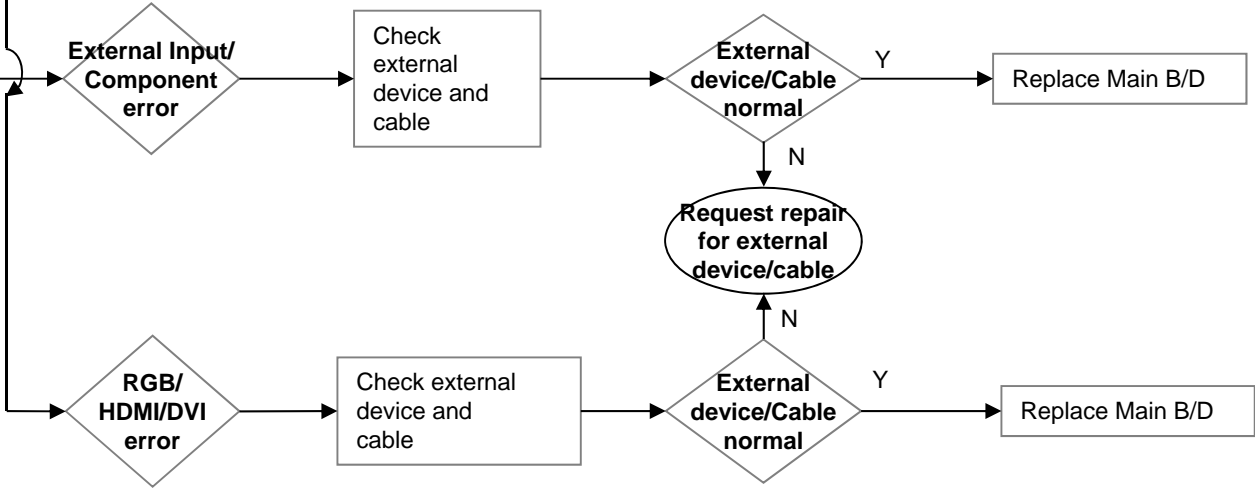 External Input/
Component
error
Check
external
device and
cable
External
device/Cable
normal
Y
Replace Main B/D
N
Request repair
for external
device/cable
N
RGB/
HDMI/DVI
error
Check external
device and
cable
External
device/Cable
normal
Y
Replace Main B/D